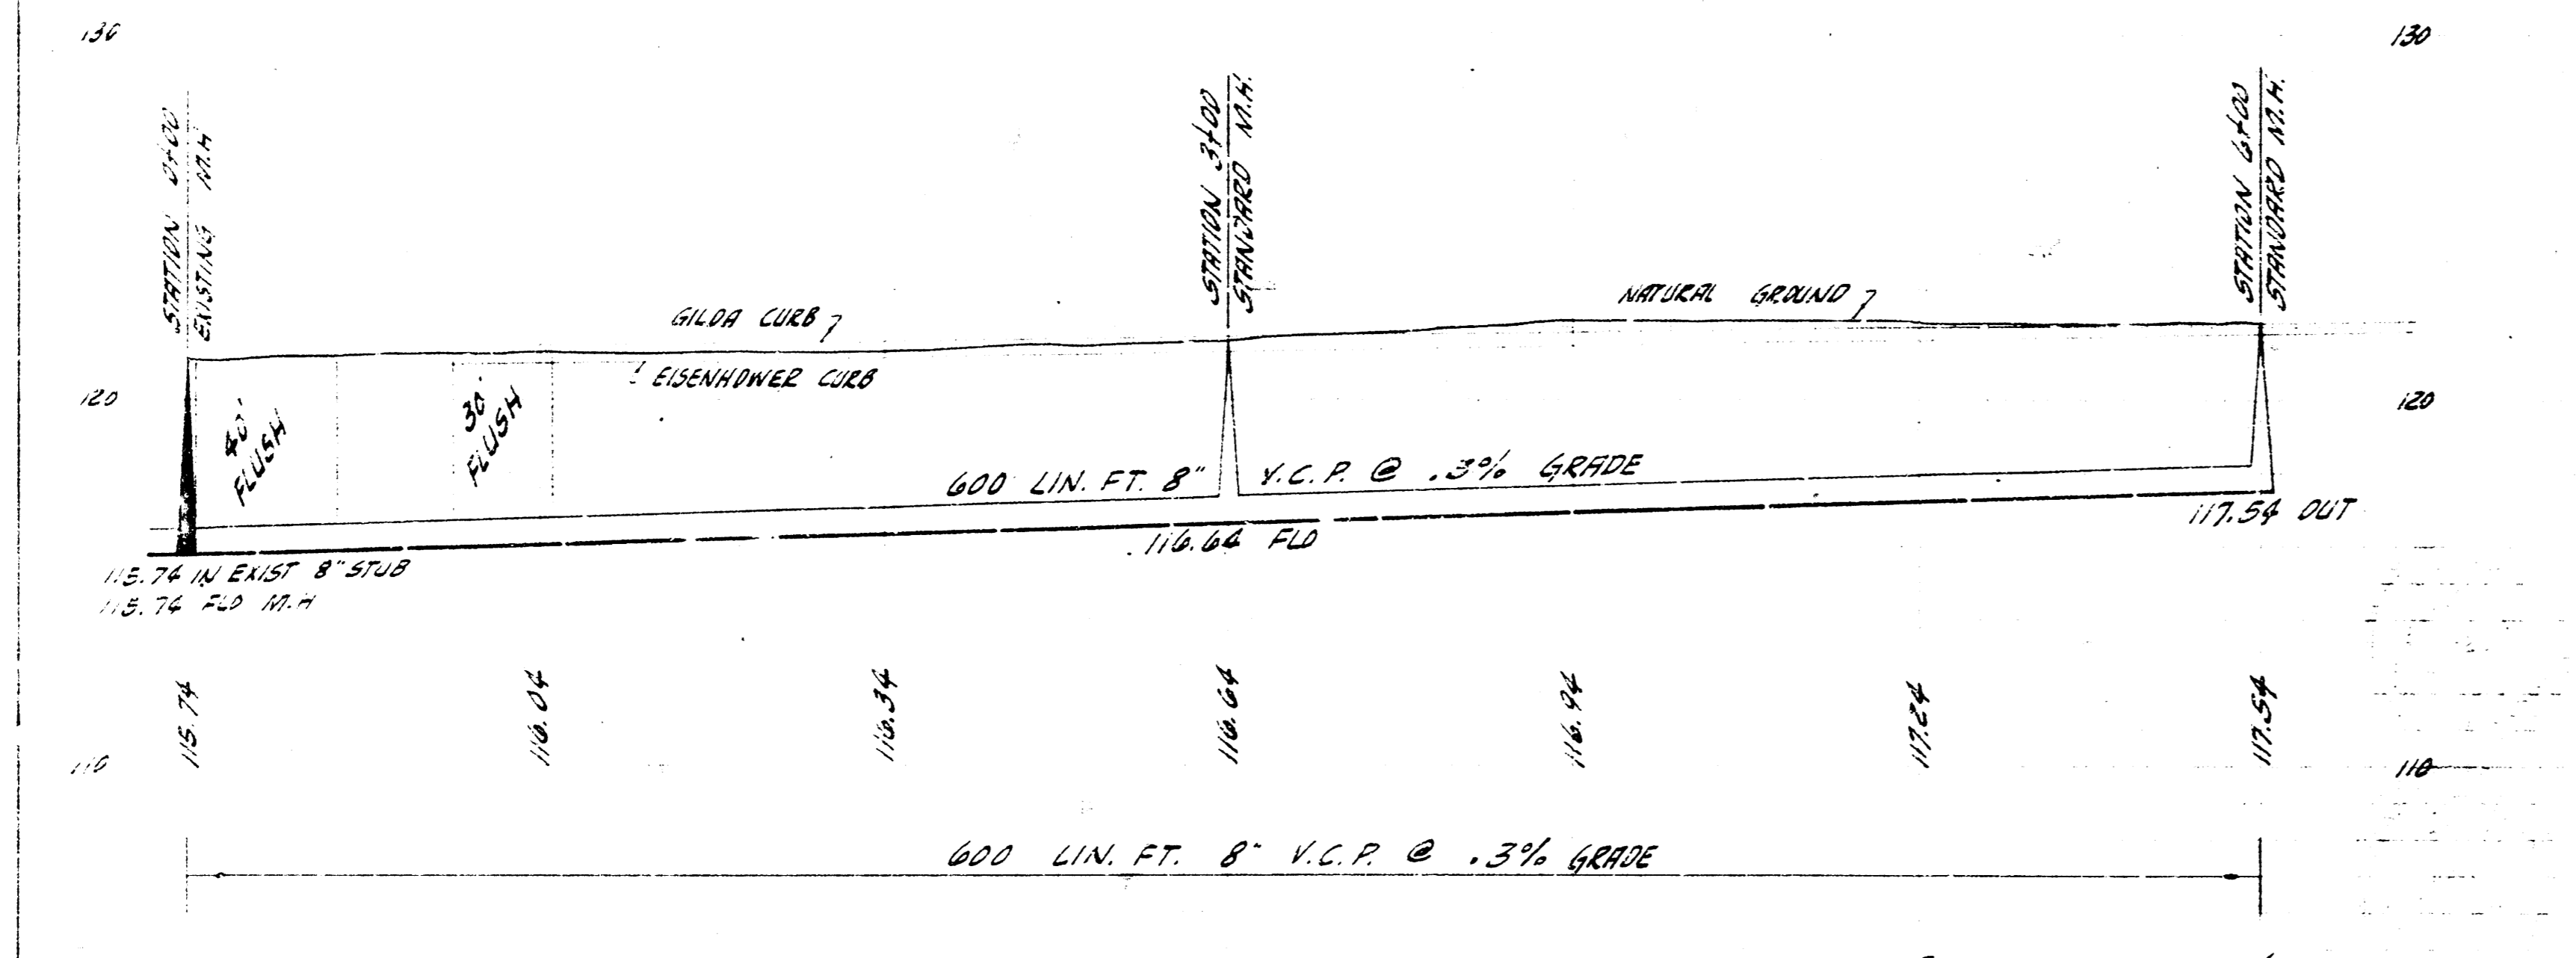 130
130
STATION 0+00
EXISTING M.H
STATION 3+00
STANDARD M.H.
STATION 6+00
STANDARD M.H.
GILDA CURB
NATURAL GROUND
EISENHOWER CURB
120
120
40'
FLUSH
30'
FLUSH
600 LIN. FT. 8" V.C.P. @ .3% GRADE
116.64 FLO
117.54 OUT
115.74 IN EXIST 8" STUB
115.74 FLO M.H
115.74
116.04
116.34
116.64
116.94
117.24
117.54
110
110
600 LIN. FT. 8" V.C.P. @ .3% GRADE